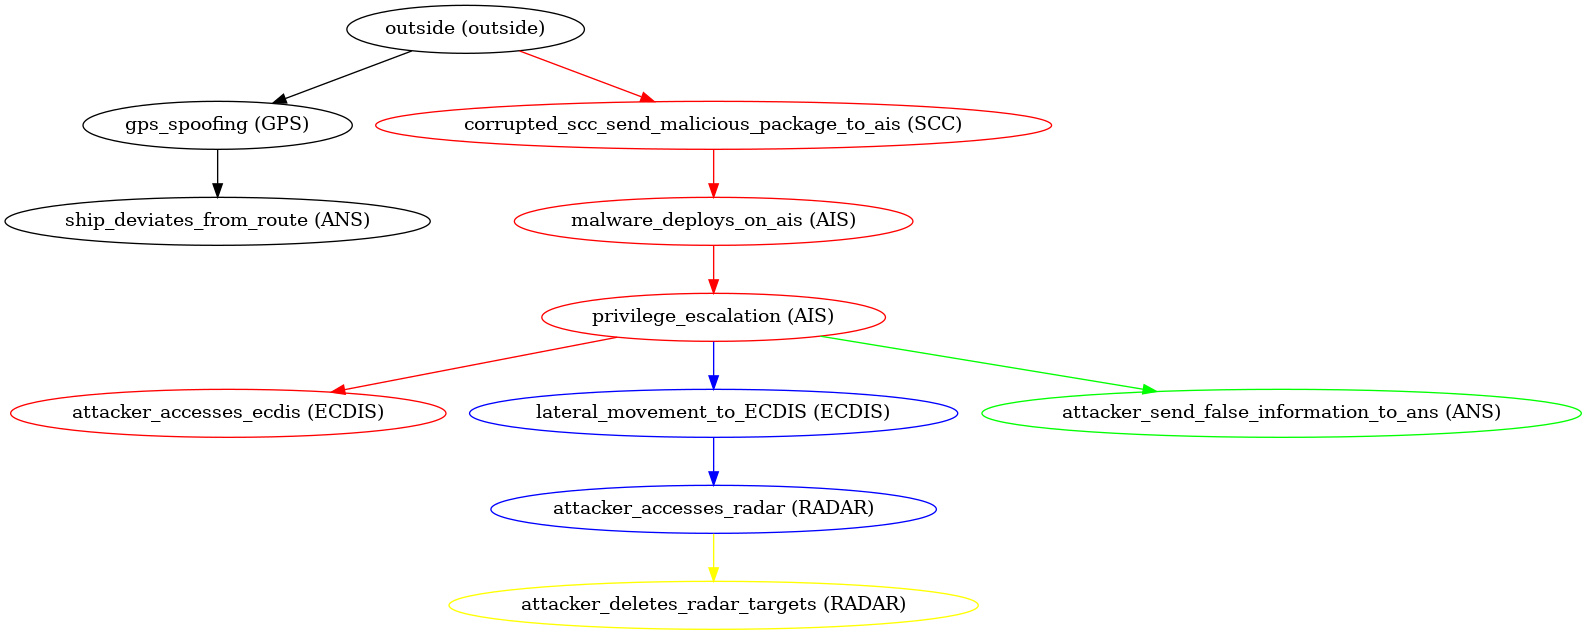 outside (outside)
gps_spoofing (GPS)
corrupted_scc_send_malicious_package_to_ais (SCC)
ship_deviates_from_route (ANS)
malware_deploys_on_ais (AIS)
privilege_escalation (AIS)
attacker_accesses_ecdis (ECDIS)
lateral_movement_to_ECDIS (ECDIS)
attacker_send_false_information_to_ans (ANS)
attacker_accesses_radar (RADAR)
attacker_deletes_radar_targets (RADAR)